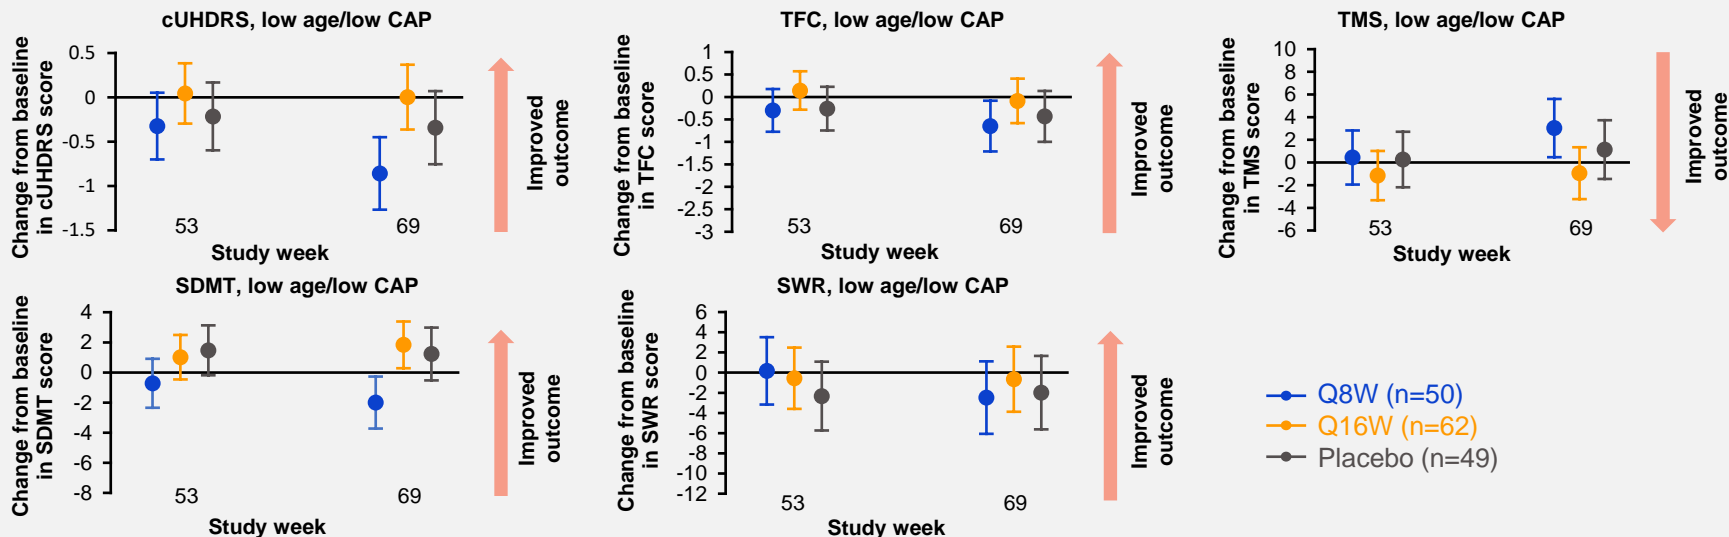 cUHDRS, low age/low CAP
Change from baseline
in cUHDRS score
0.5
0
-0.5
-1
-1.5
53
69
Study week
Improved
outcome
TFC, low age/low CAP
Change from baseline
in TFC score
1
0.5
0
-0.5
-1
-1.5
-2
-2.5
-3
53
69
Study week
Improved
outcome
TMS, low age/low CAP
Change from baseline
in TMS score
10
8
6
4
2
0
-2
-4
-6
53
69
Study week
Improved
outcome
SDMT, low age/low CAP
Change from baseline
in SDMT score
4
2
0
-2
-4
-6
-8
53
69
Study week
Improved
outcome
SWR, low age/low CAP
Change from baseline
in SWR score
6
4
2
0
-2
-4
-6
-8
-10
-12
53
69
Study week
Improved
outcome
Q8W (n=50)
Q16W (n=62)
Placebo (n=49)